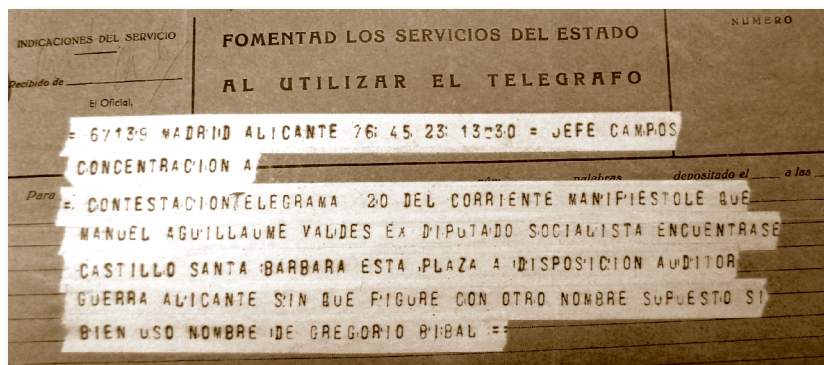 INDICACIONES DEL SERVICIO
Recibido de
El Oficial,
FOMENTAD LOS SERVICIOS DEL ESTADO
AL UTILIZAR EL TELEGRAFO
NUMERO
= 67139 MADRID ALICANTE 76 45 23 13-30 = JEFE CAMPOS
CONCENTRACION A
Para núm. palabras depositado el a las
= CONTESTACION TELEGRAMA 20 DEL CORRIENTE MANIFIESTOLE QUE
MANUEL AGUILLAUME VALDES EX DIPUTADO SOCIALISTA ENCUENTRASE
CASTILLO SANTA BARBARA ESTA PLAZA A DISPOSICION AUDITOR
GUERRA ALICANTE SIN QUE FIGURE CON OTRO NOMBRE SUPUESTO SI
BIEN USO NOMBRE DE GREGORIO BIBAL ==